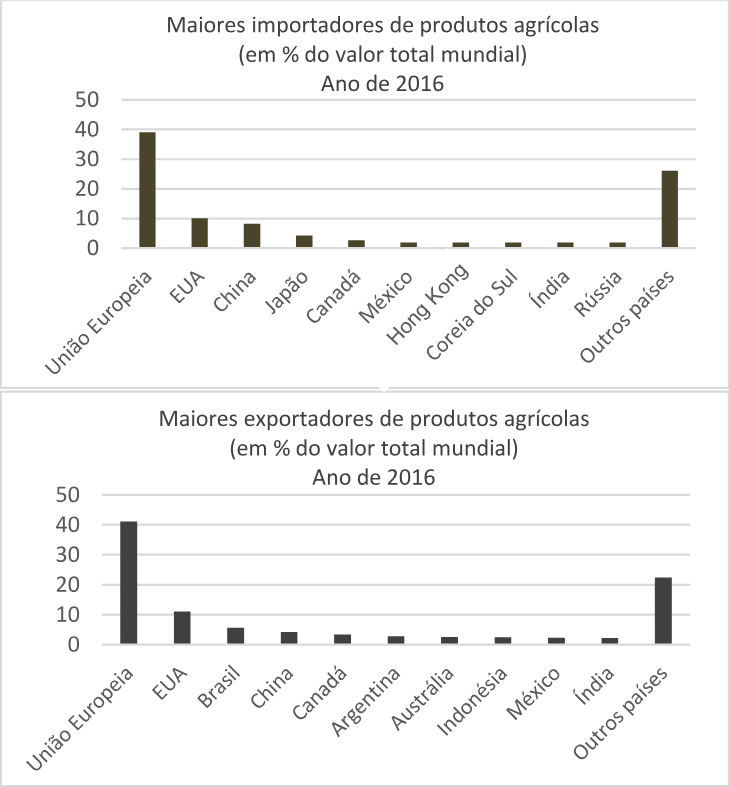 Maiores importadores de produtos agrícolas
(em % do valor total mundial)
Ano de 2016
50
40
30
20
10
0
União Europeia
EUA
China
Japão
Canadá
México
Hong Kong
Coreia do Sul
Índia
Rússia
Outros países
Maiores exportadores de produtos agrícolas
(em % do valor total mundial)
Ano de 2016
50
40
30
20
10
0
União Europeia
EUA
Brasil
China
Canadá
Argentina
Austrália
Indonésia
México
Índia
Outros países